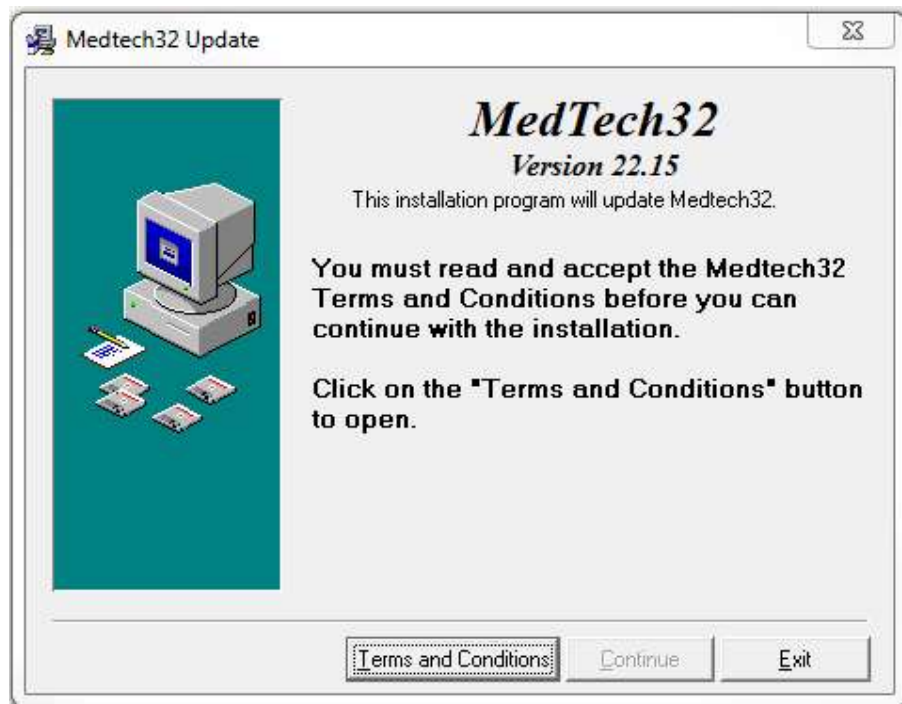 Medtech32 Update
MedTech32
Version 22.15
This installation program will update Medtech32.
You must read and accept the Medtech32
Terms and Conditions before you can
continue with the installation.
Click on the "Terms and Conditions" button
to open.
Terms and Conditions Continue Exit